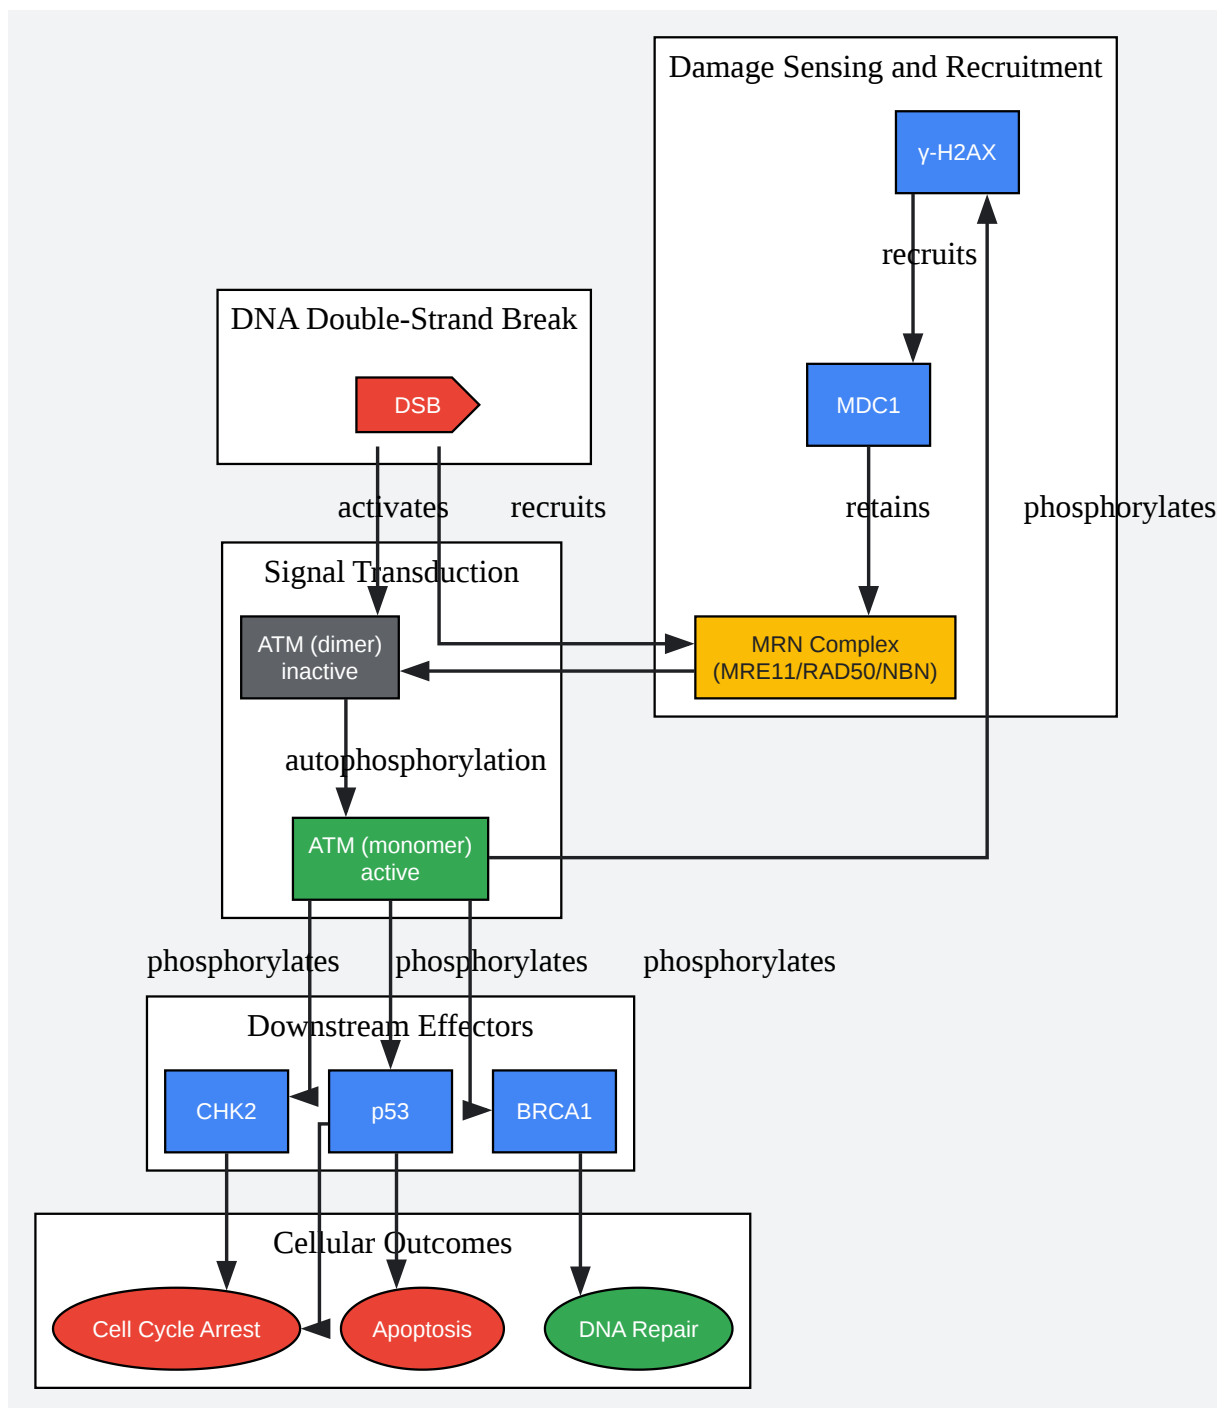 Damage Sensing and Recruitment
γ-H2AX
recruits
DNA Double-Strand Break
DSB
MDC1
activates
recruits
retains
phosphorylates
Signal Transduction
ATM (dimer)
inactive
MRN Complex
(MRE11/RAD50/NBN)
autophosphorylation
ATM (monomer)
active
phosphorylates
phosphorylates
phosphorylates
Downstream Effectors
CHK2
p53
BRCA1
Cellular Outcomes
Cell Cycle Arrest
Apoptosis
DNA Repair